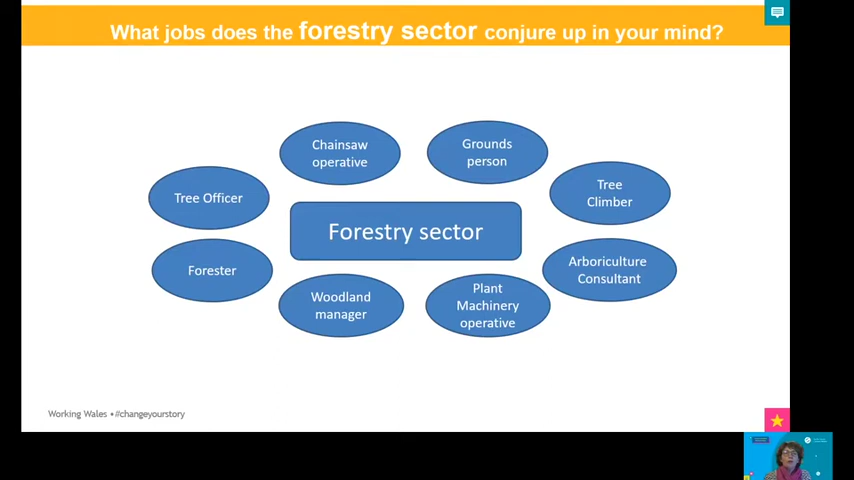 What jobs does the forestry sector conjure up in your mind?
Chainsaw
operative
Grounds
person
Tree Officer
Tree
Climber
Forestry sector
Forester
Arboriculture
Consultant
Woodland
manager
Plant
Machinery
operative
Working Wales •#changeyourstory